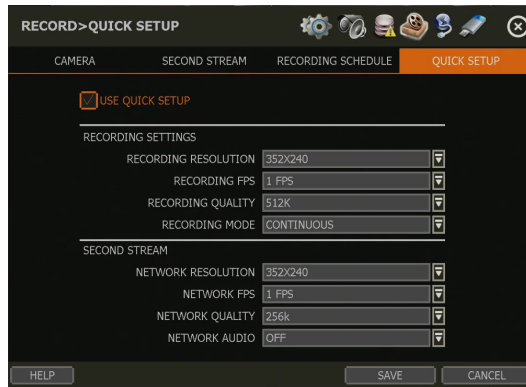 RECORD>QUICK SETUP
CAMERA SECOND STREAM RECORDING SCHEDULE QUICK SETUP
USE QUICK SETUP
RECORDING SETTINGS
RECORDING RESOLUTION 352X240
RECORDING FPS 1 FPS
RECORDING QUALITY 512K
RECORDING MODE CONTINUOUS
SECOND STREAM
NETWORK RESOLUTION 352X240
NETWORK FPS 1 FPS
NETWORK QUALITY 256k
NETWORK AUDIO OFF
HELP SAVE CANCEL